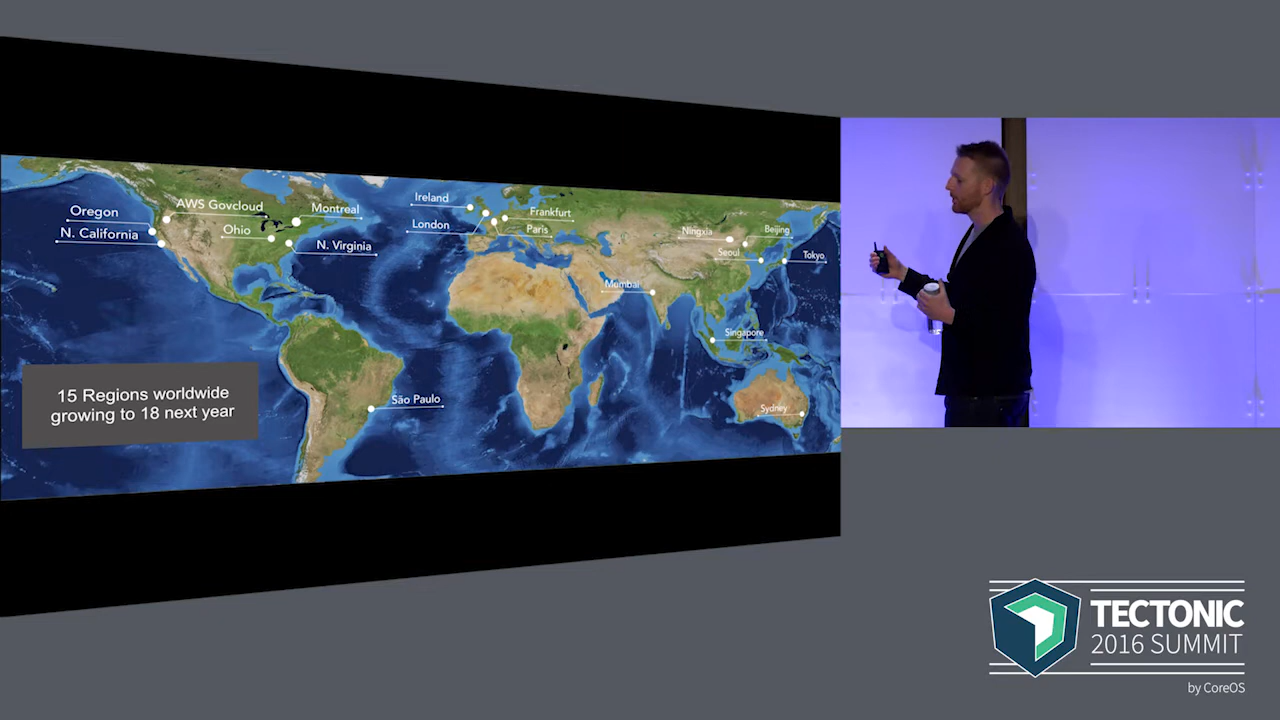 Oregon
N. California
AWS Govcloud
Ohio
Montreal
N. Virginia
Ireland
London
Frankfurt
Paris
Ningxia
Beijing
Seoul
Tokyo
Mumbai
Singapore
Sydney
São Paulo
15 Regions worldwide
growing to 18 next year
TECTONIC
2016 SUMMIT
by CoreOS